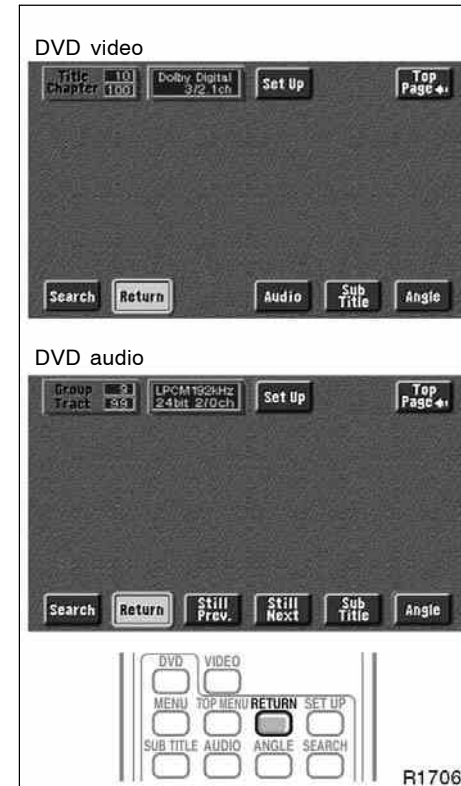 DVD video
Title 10 Dolby Digital Set Up Top
Chapter 100 3/2.1ch Page
Search Return Audio Sub Title Angle
DVD audio
Group 9 LPCM192kHz Set Up Top
Tract 99 24bit 2/0ch Page
Search Return Still Prev. Still Next Sub Title Angle
DVD VIDEO
MENU TOP MENU RETURN SET UP
SUB TITLE AUDIO ANGLE SEARCH
R1706